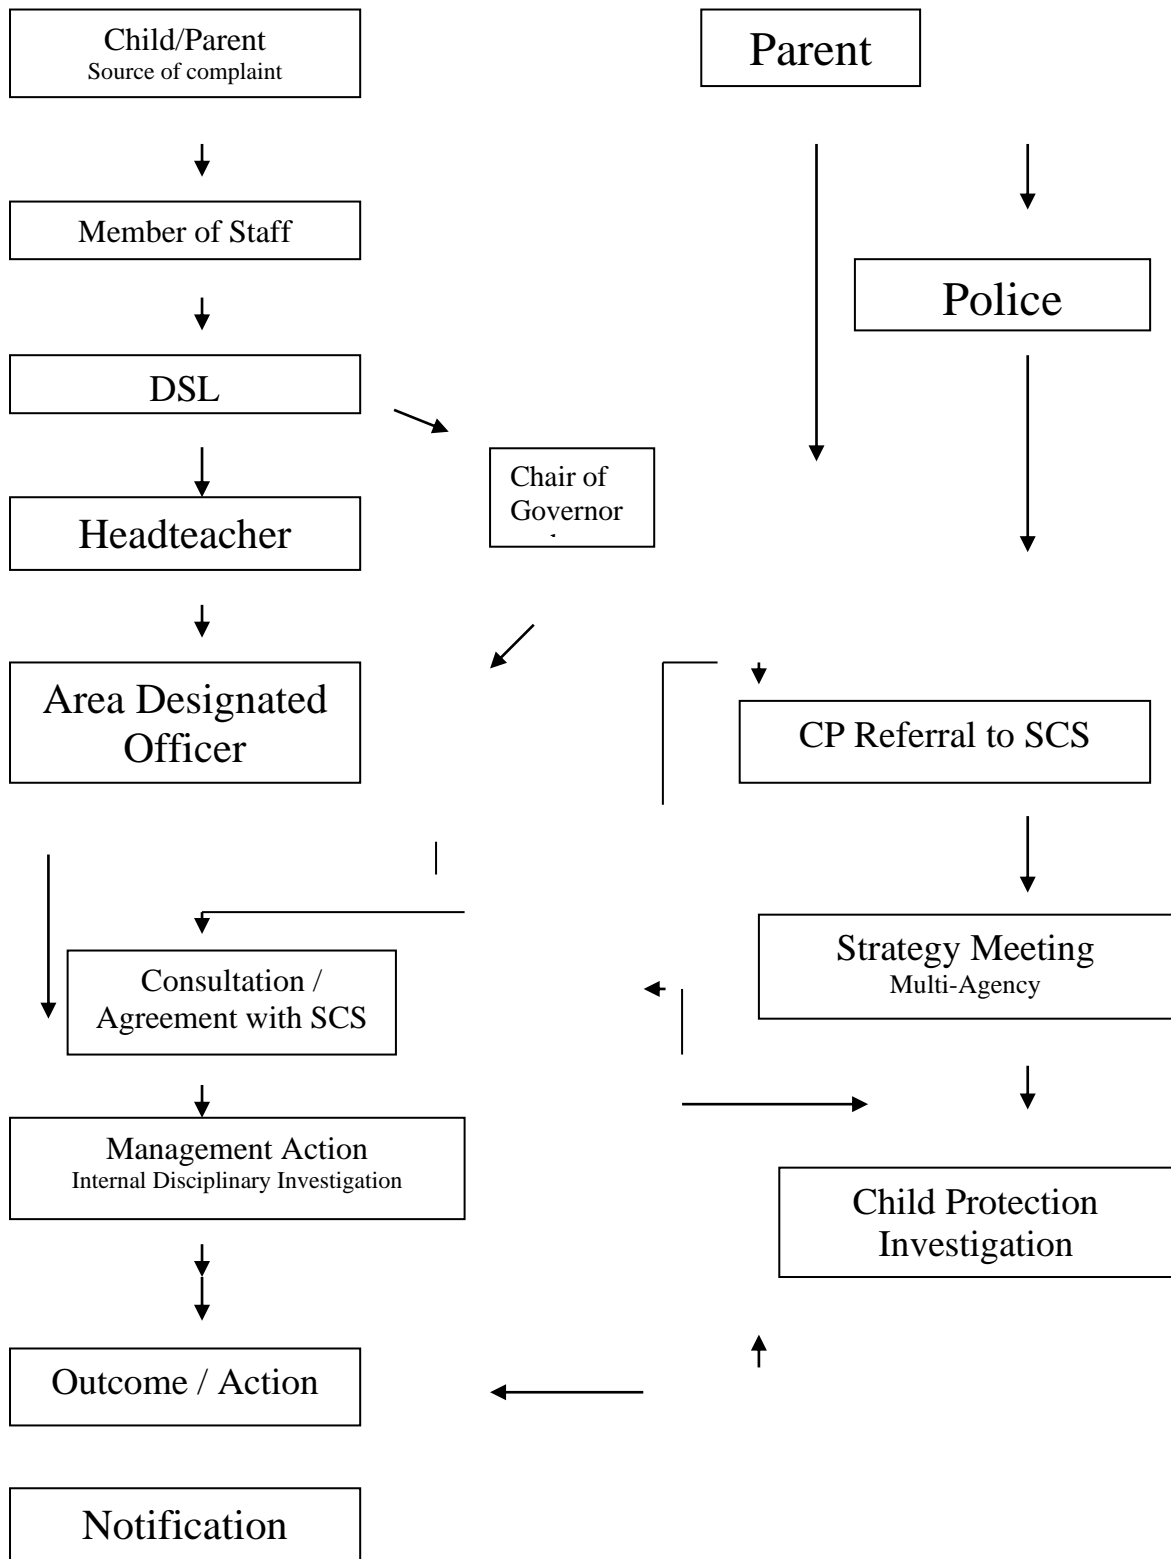 Child/Parent
Source of complaint
Parent
Member of Staff
Police
DSL
Chair of
Governor
Headteacher
Area Designated
Officer
CP Referral to SCS
Strategy Meeting
Multi-Agency
Consultation /
Agreement with SCS
Management Action
Internal Disciplinary Investigation
Child Protection
Investigation
Outcome / Action
Notification